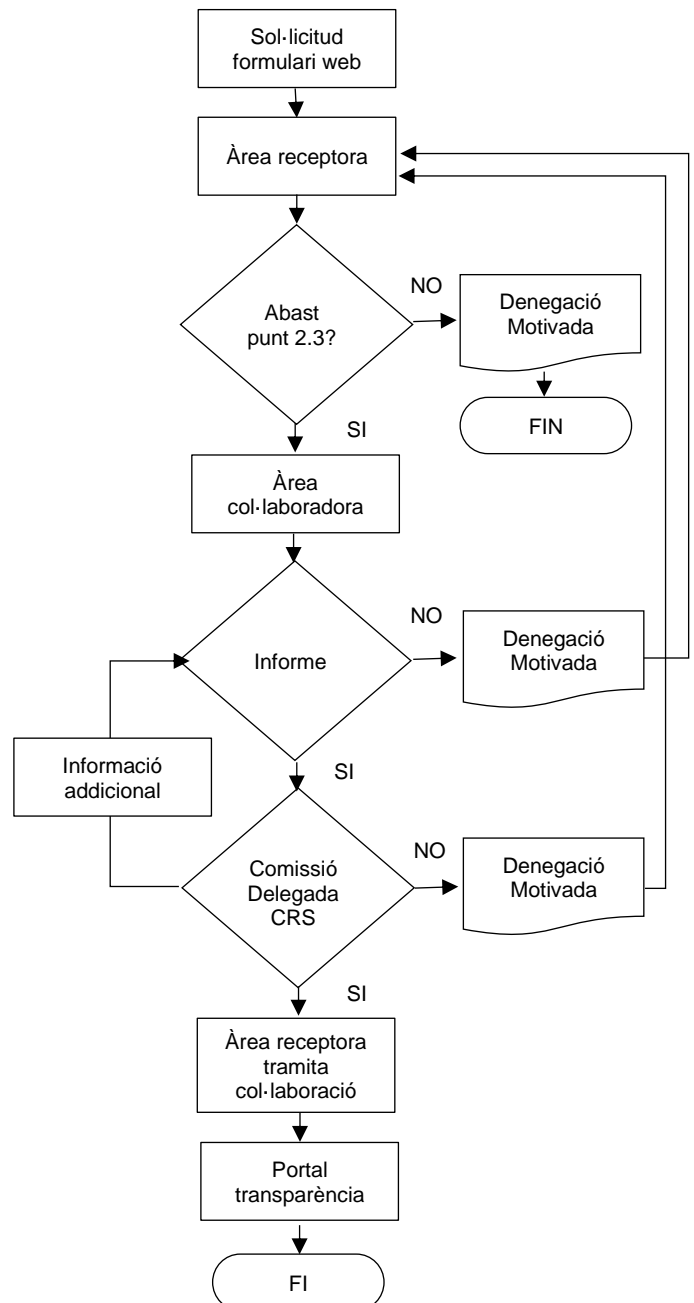 Sol·licitud
formulari web
Àrea receptora
Abast
punt 2.3?
NO
Denegació
Motivada
FIN
SI
Àrea
col·laboradora
Informe
NO
Denegació
Motivada
SI
Informació
addicional
Comissió
Delegada
CRS
NO
Denegació
Motivada
SI
Àrea receptora
tramita
col·laboració
Portal
transparència
FI